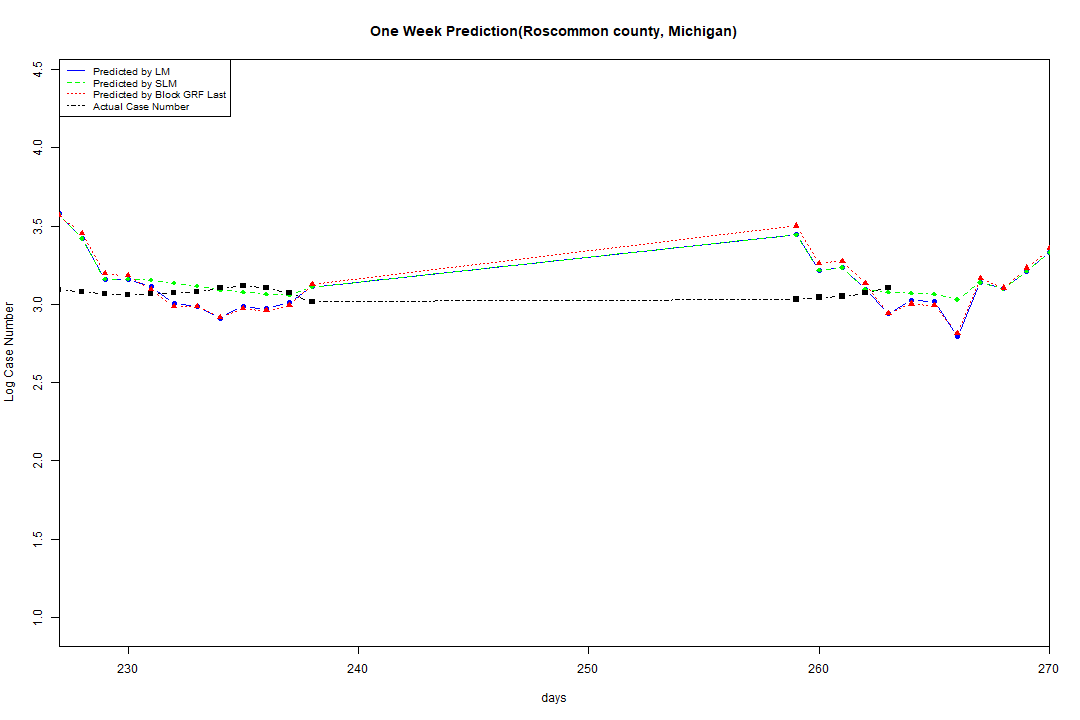 One Week Prediction(Roscommon county, Michigan)
Predicted by LM
Predicted by SLM
Predicted by Block GRF Last
Actual Case Number
4.5
4.0
3.5
3.0
2.5
2.0
1.5
1.0
Log Case Number
230
240
250
260
270
days